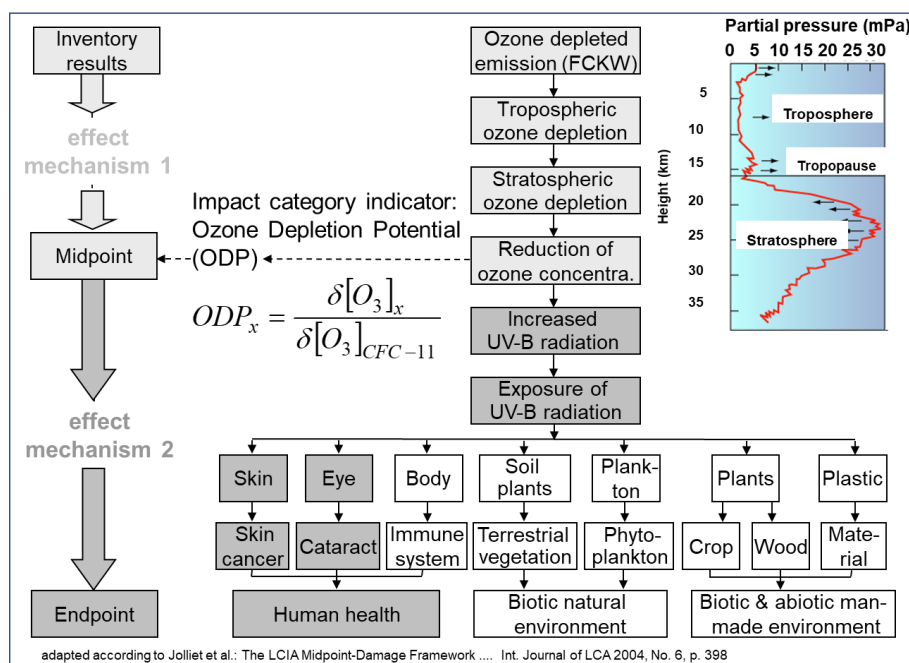 Inventory
results
effect
mechanism 1
Midpoint
effect
mechanism 2
Endpoint
Impact category indicator:
Ozone Depletion Potential
(ODP)
ODPₓ = δ[O₃]ₓ / δ[O₃]CFC−11
Ozone depleted
emission (FCKW)
Tropospheric
ozone depletion
Stratospheric
ozone depletion
Reduction of
ozone concentra.
Increased
UV-B radiation
Exposure of
UV-B radiation
Skin
Eye
Body
Soil
plants
Plank-
ton
Plants
Plastic
Skin
cancer
Cataract
Immune
system
Terrestrial
vegetation
Phyto-
plankton
Crop
Wood
Mate-
rial
Human health
Biotic natural
environment
Biotic & abiotic man-
made environment
Partial pressure (mPa)
0 5 10 15 20 25 30
5
10
15
20
25
30
35
Height (km)
Troposphere
Tropopause
Stratosphere
adapted according to Jolliet et al.: The LCIA Midpoint-Damage Framework .... Int. Journal of LCA 2004, No. 6, p. 398